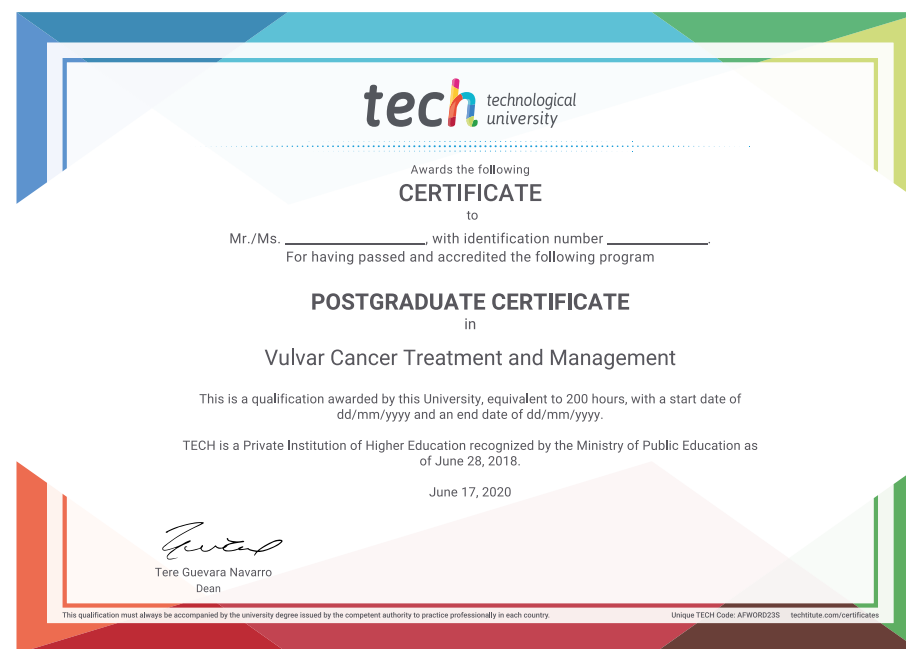 tech technological
university
Awards the following
CERTIFICATE
to
Mr./Ms. ____________________, with identification number ______________.
For having passed and accredited the following program
POSTGRADUATE CERTIFICATE
in
Vulvar Cancer Treatment and Management
This is a qualification awarded by this University, equivalent to 200 hours, with a start date of
dd/mm/yyyy and an end date of dd/mm/yyyy.
TECH is a Private Institution of Higher Education recognized by the Ministry of Public Education as
of June 28, 2018.
June 17, 2020
Tere Guevara Navarro
Dean
This qualification must always be accompanied by the university degree issued by the competent authority to practice professionally in each country. Unique TECH Code: AFWORD23S techtitute.com/certificates